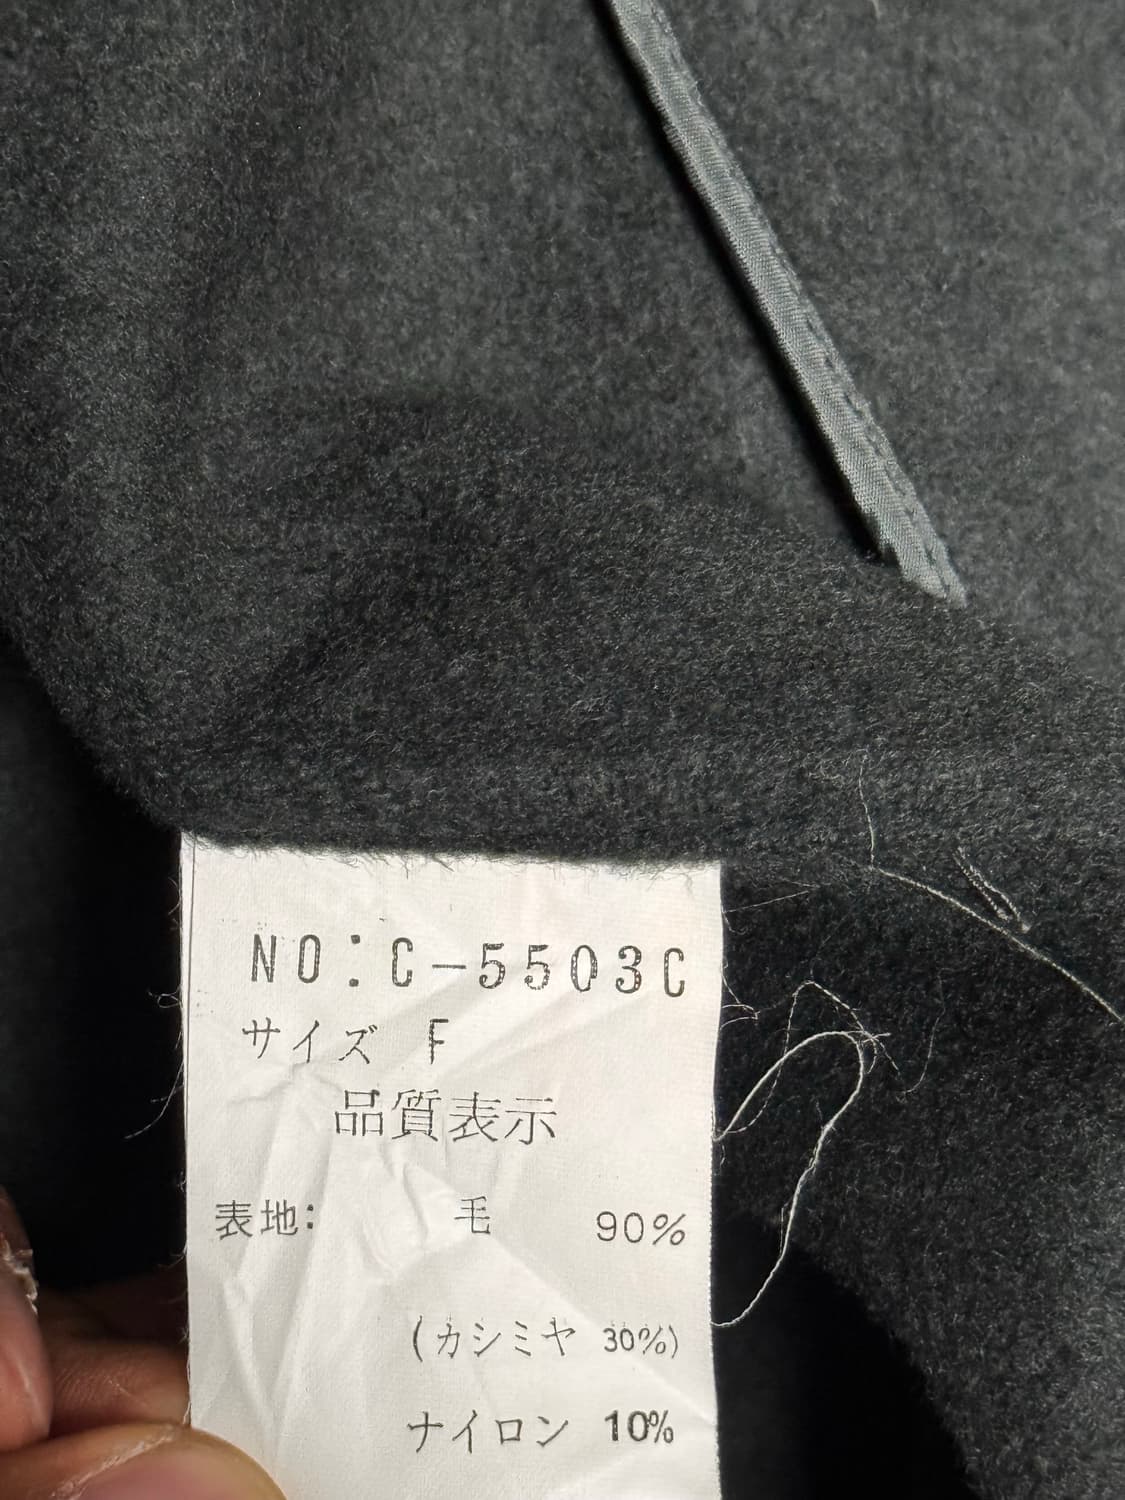 NO:C-5503C
サイズ F
品質表示
表地: 毛 90%
(カシミヤ 30%)
ナイロン 10%